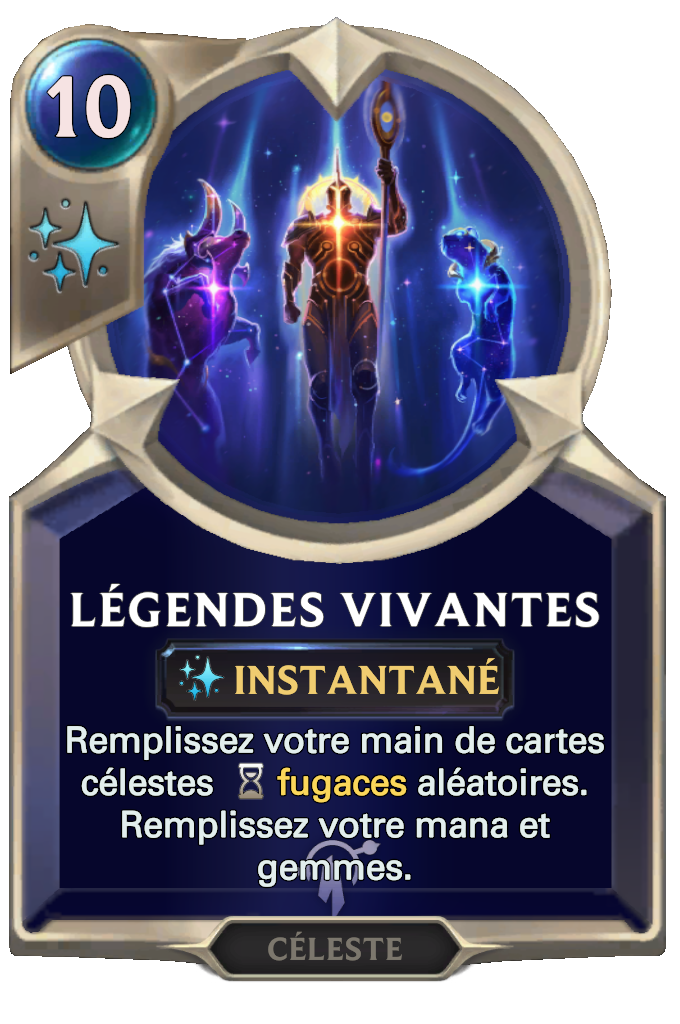 10
LÉGENDES VIVANTES
INSTANTANÉ
Remplissez votre main de cartes
célestes fugaces aléatoires.
Remplissez votre mana et
gemmes.
CÉLESTE